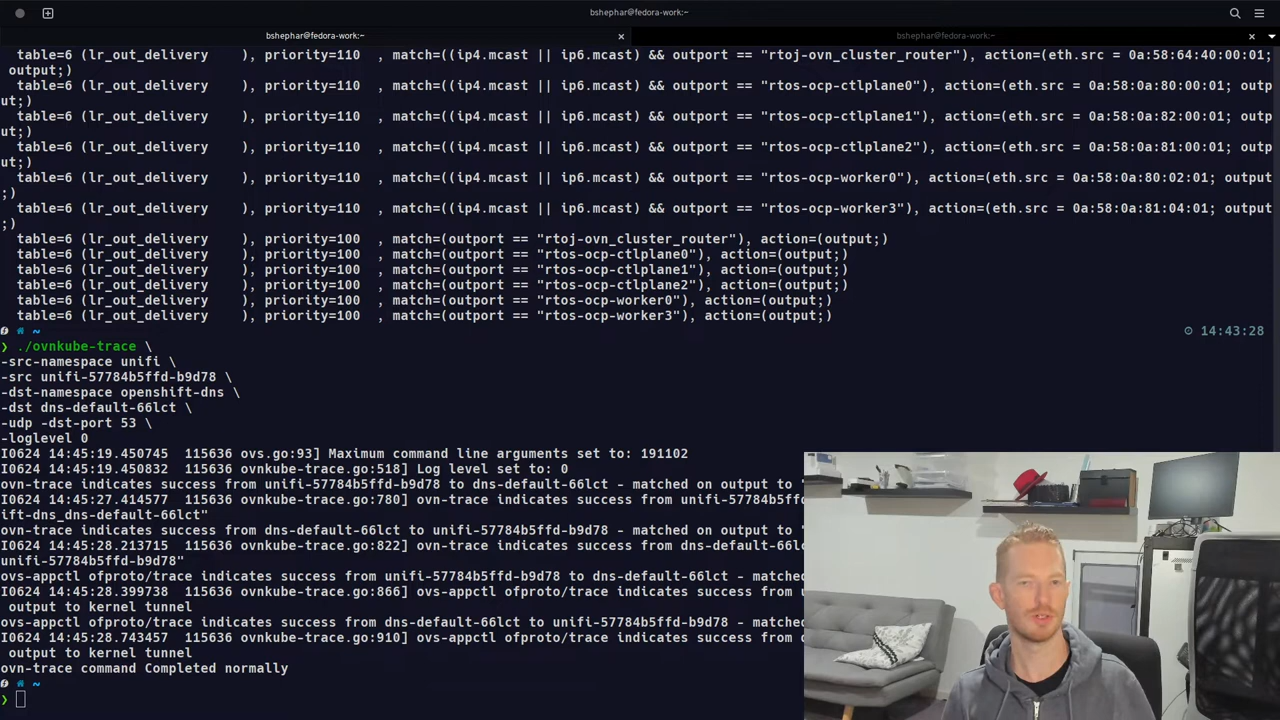 bshephar@fedora-work:~
bshephar@fedora-work:~
bshephar@fedora-work:~
table=6 (lr_out_delivery    ), priority=110  , match=((ip4.mcast || ip6.mcast) && outport == "rtoj-ovn_cluster_router"), action=(eth.src = 0a:58:64:40:00:01;
output;)
table=6 (lr_out_delivery    ), priority=110  , match=((ip4.mcast || ip6.mcast) && outport == "rtos-ocp-ctlplane0"), action=(eth.src = 0a:58:0a:80:00:01; outp
ut;)
table=6 (lr_out_delivery    ), priority=110  , match=((ip4.mcast || ip6.mcast) && outport == "rtos-ocp-ctlplane1"), action=(eth.src = 0a:58:0a:82:00:01; outp
ut;)
table=6 (lr_out_delivery    ), priority=110  , match=((ip4.mcast || ip6.mcast) && outport == "rtos-ocp-ctlplane2"), action=(eth.src = 0a:58:0a:81:00:01; outp
ut;)
table=6 (lr_out_delivery    ), priority=110  , match=((ip4.mcast || ip6.mcast) && outport == "rtos-ocp-worker0"), action=(eth.src = 0a:58:0a:80:02:01; output
;)
table=6 (lr_out_delivery    ), priority=110  , match=((ip4.mcast || ip6.mcast) && outport == "rtos-ocp-worker3"), action=(eth.src = 0a:58:0a:81:04:01; output
;)
table=6 (lr_out_delivery    ), priority=100  , match=(outport == "rtoj-ovn_cluster_router"), action=(output;)
table=6 (lr_out_delivery    ), priority=100  , match=(outport == "rtos-ocp-ctlplane0"), action=(output;)
table=6 (lr_out_delivery    ), priority=100  , match=(outport == "rtos-ocp-ctlplane1"), action=(output;)
table=6 (lr_out_delivery    ), priority=100  , match=(outport == "rtos-ocp-ctlplane2"), action=(output;)
table=6 (lr_out_delivery    ), priority=100  , match=(outport == "rtos-ocp-worker0"), action=(output;)
table=6 (lr_out_delivery    ), priority=100  , match=(outport == "rtos-ocp-worker3"), action=(output;)
~ 14:43:28
❯ ./ovnkube-trace \
-src-namespace unifi \
-src unifi-57784b5ffd-b9d78 \
-dst-namespace openshift-dns \
-dst dns-default-66lct \
-udp -dst-port 53 \
-loglevel 0
I0624 14:45:19.450745  115636 ovs.go:93] Maximum command line arguments set to: 191102
I0624 14:45:19.450832  115636 ovnkube-trace.go:518] Log level set to: 0
ovn-trace indicates success from unifi-57784b5ffd-b9d78 to dns-default-66lct - matched on output to "
I0624 14:45:27.414577  115636 ovnkube-trace.go:780] ovn-trace indicates success from unifi-57784b5ff
ift-dns_dns-default-66lct"
ovn-trace indicates success from dns-default-66lct to unifi-57784b5ffd-b9d78 - matched on output to "
I0624 14:45:28.213715  115636 ovnkube-trace.go:822] ovn-trace indicates success from dns-default-66lc
unifi-57784b5ffd-b9d78"
ovs-appctl ofproto/trace indicates success from unifi-57784b5ffd-b9d78 to dns-default-66lct - matched
I0624 14:45:28.399738  115636 ovnkube-trace.go:866] ovs-appctl ofproto/trace indicates success from u
output to kernel tunnel
ovs-appctl ofproto/trace indicates success from dns-default-66lct to unifi-57784b5ffd-b9d78 - matched
I0624 14:45:28.743457  115636 ovnkube-trace.go:910] ovs-appctl ofproto/trace indicates success from d
output to kernel tunnel
ovn-trace command Completed normally
~
❯